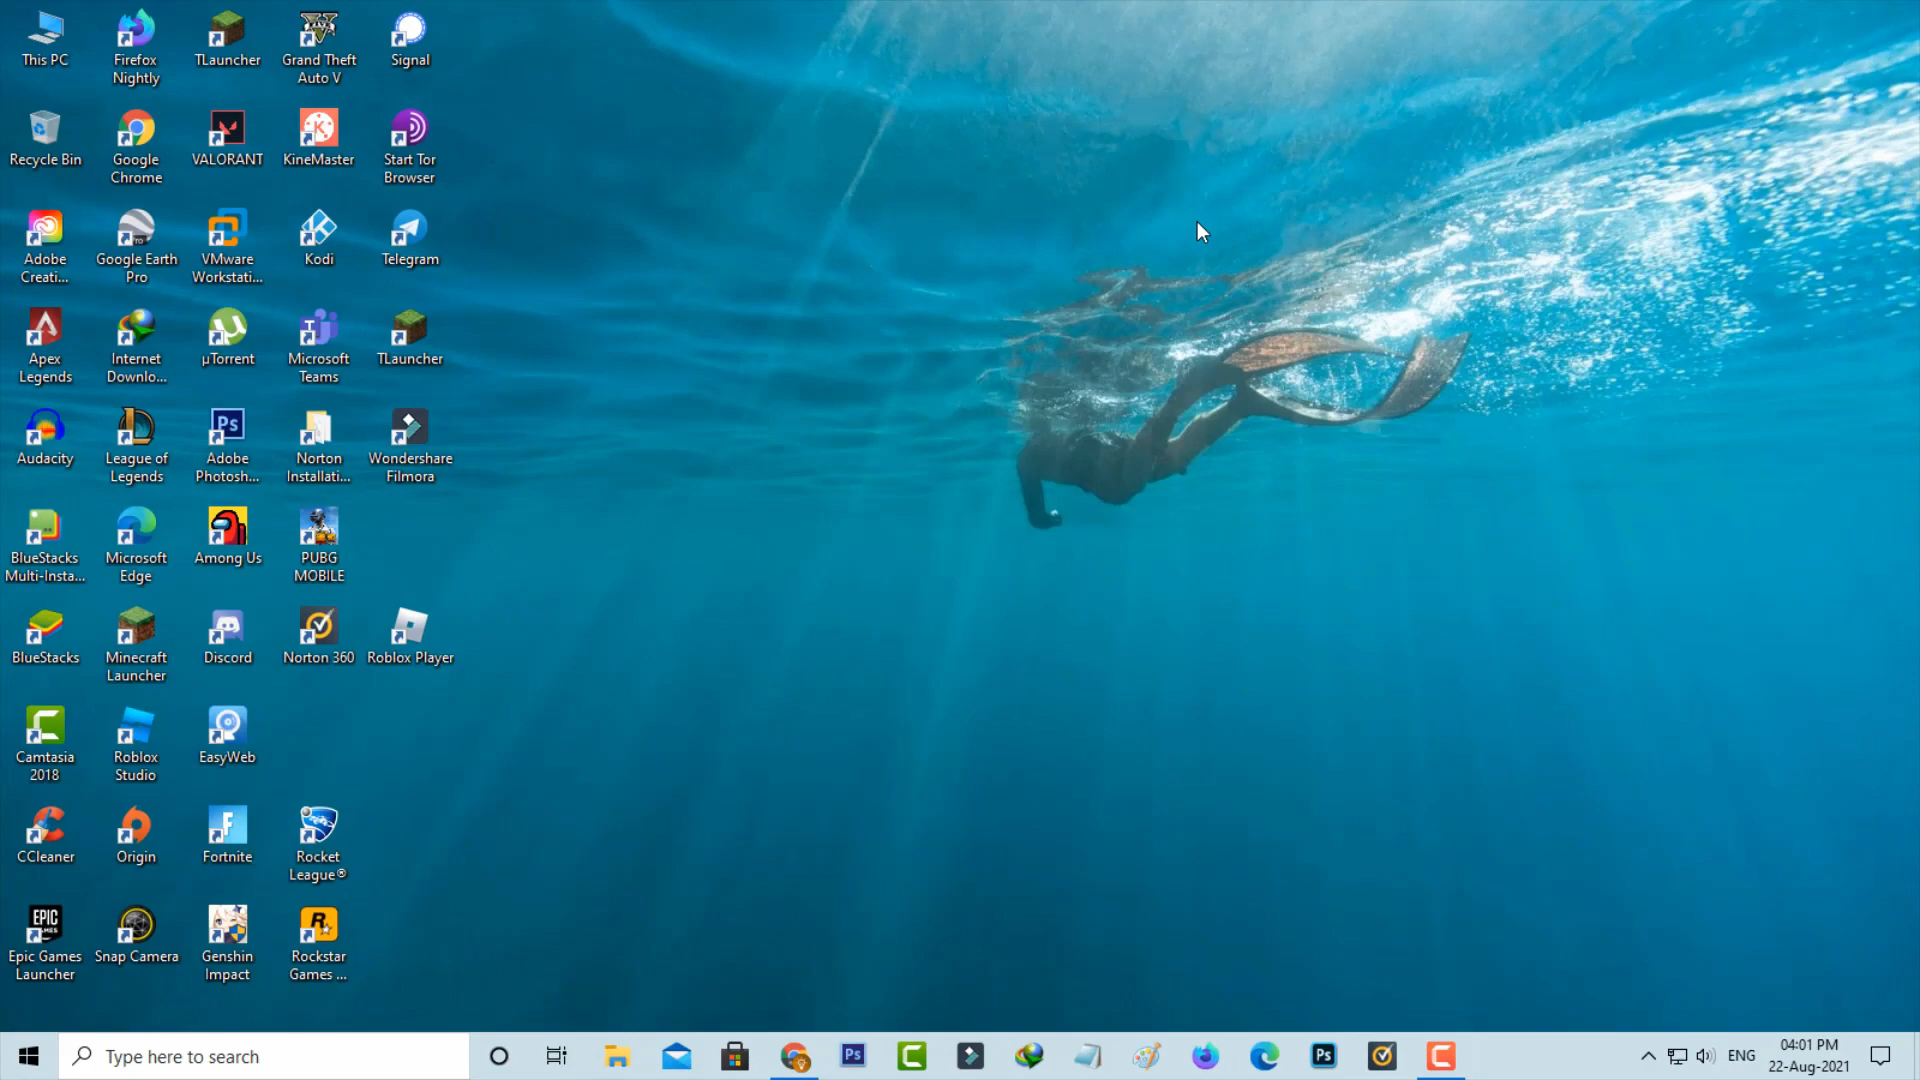 This PC
Firefox
Nightly
TLauncher
Grand Theft
Auto V
Signal
Recycle Bin
Google
Chrome
VALORANT
KineMaster
Start Tor
Browser
Adobe
Creati...
Google Earth
Pro
VMware
Workstati...
Kodi
Telegram
Apex
Legends
Internet
Downlo...
µTorrent
Microsoft
Teams
TLauncher
Audacity
League of
Legends
Adobe
Photosh...
Norton
Installati...
Wondershare
Filmora
BlueStacks
Multi-Insta...
Microsoft
Edge
Among Us
PUBG
MOBILE
BlueStacks
Minecraft
Launcher
Discord
Norton 360
Roblox Player
Camtasia
2018
Roblox
Studio
EasyWeb
CCleaner
Origin
Fortnite
Rocket
League®
Epic Games
Launcher
Snap Camera
Genshin
Impact
Rockstar
Games ...
Type here to search
ENG
04:01 PM
22-Aug-2021